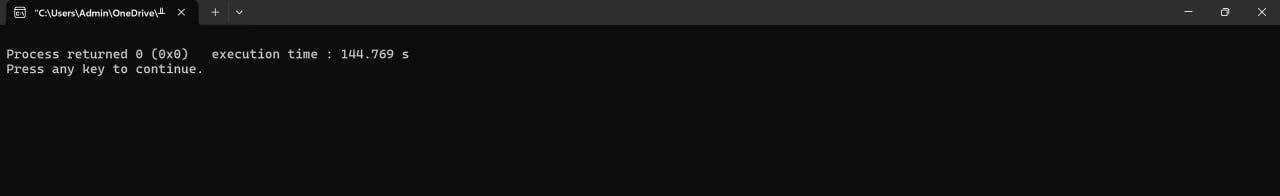 "C:\Users\Admin\OneDrive\╨
Process returned 0 (0x0)   execution time : 144.769 s
Press any key to continue.